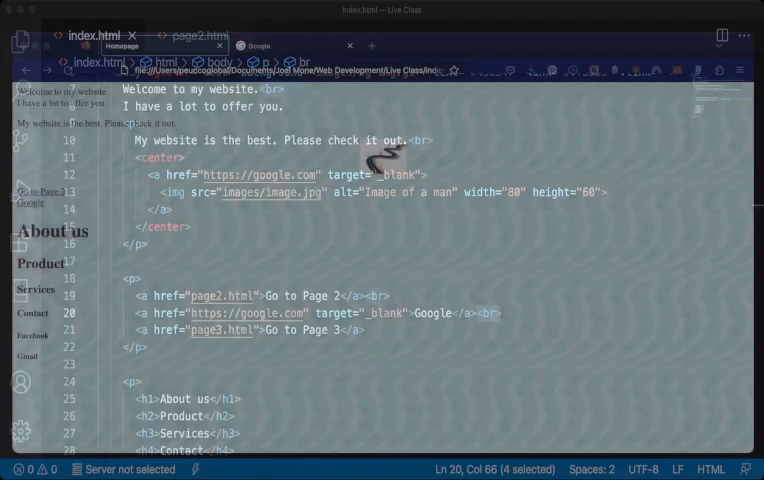 index.html — Live Class
index.html × page2.html
Homepage × Google × +
index.html > html > body > p > br
file:///Users/peuccoglobal/Documents/Joel Mone/Web Development/Live Class/index
7 Welcome to my website.<br>
8 I have a lot to offer you.
<p>
10 My website is the best. Please check it out.<br>
11 <center>
12 <a href="https://google.com" target="_blank">
13 <img src="images/image.jpg" alt="Image of a man" width="80" height="60">
14 </a>
15 </center>
16 </p>
17
18 <p>
19 <a href="page2.html">Go to Page 2</a><br>
20 <a href="https://google.com" target="_blank">Google</a><br>
21 <a href="page3.html">Go to Page 3</a>
22 </p>
23
24 <p>
25 <h1>About us</h1>
26 <h2>Product</h2>
27 <h3>Services</h3>
28 <h4>Contact</h4>
Welcome to my website.
I have a lot to offer you.
My website is the best. Please check it out.
Go to Page 2
Google
About us
Product
Services
Contact
Facebook
Gmail
0 0 Server not selected Ln 20, Col 66 (4 selected) Spaces: 2 UTF-8 LF HTML